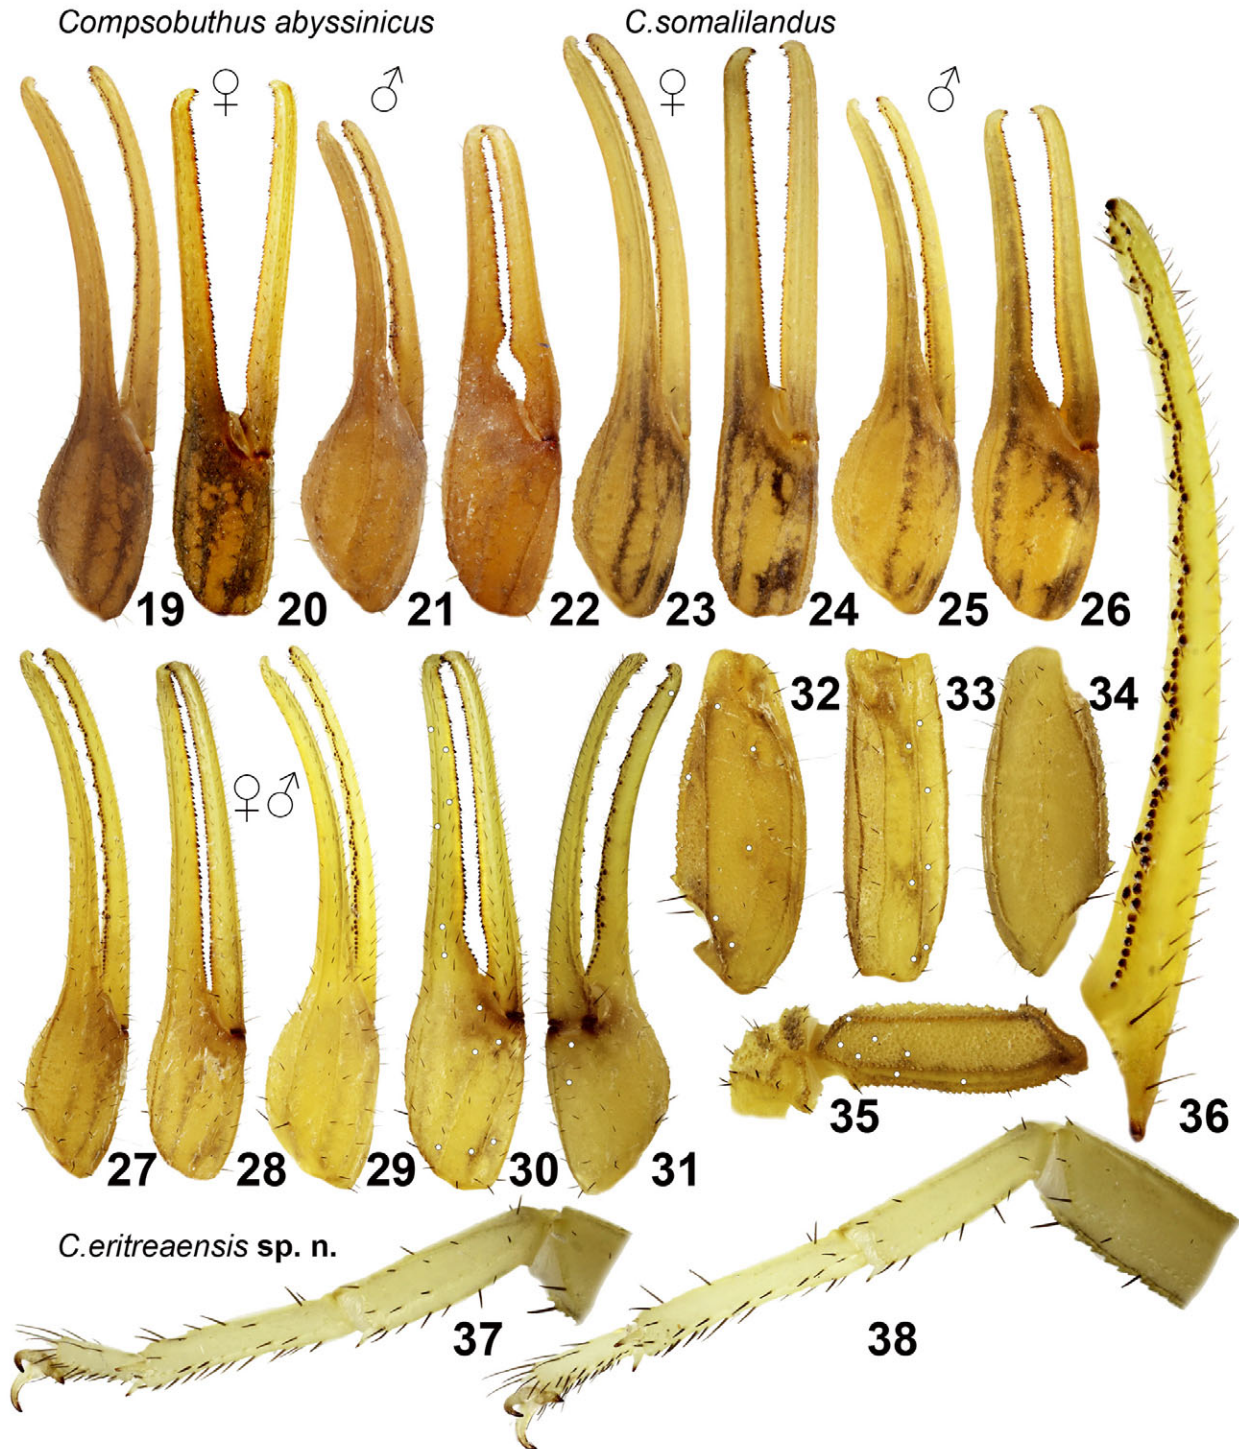 Compsobuthus abyssinicus C.somalilandus
♀ ♂ ♀ ♂
19 20 21 22 23 24 25 26
32 33 34
♀♂
27 28 29 30 31 35 36
C.eritreaensis sp. n.
37 38